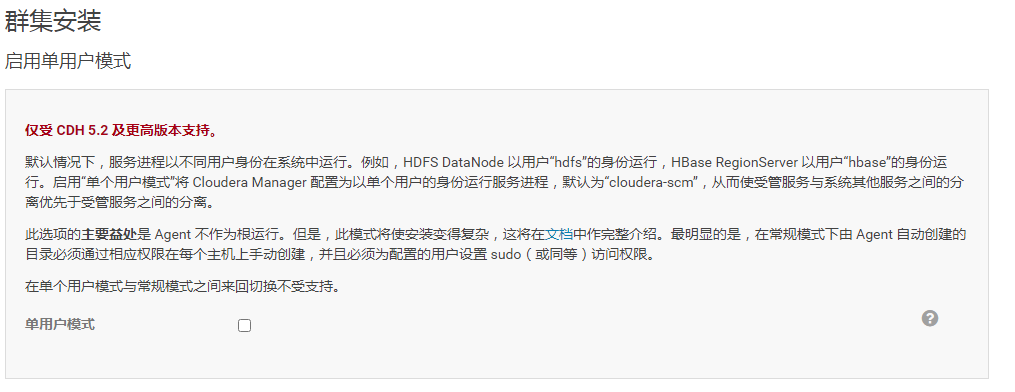 群集安装
启用单用户模式
仅受 CDH 5.2 及更高版本支持。
默认情况下，服务进程以不同用户身份在系统中运行。例如，HDFS DataNode 以用户“hdfs”的身份运行，HBase RegionServer 以用户“hbase”的身份运
行。启用“单个用户模式”将 Cloudera Manager 配置为以单个用户的身份运行服务进程，默认为“cloudera-scm”，从而使受管服务与系统其他服务之间的分
离优先于受管服务之间的分离。
此选项的主要益处是 Agent 不作为根运行。但是，此模式将使安装变得复杂，这将在文档中作完整介绍。最明显的是，在常规模式下由 Agent 自动创建的
目录必须通过相应权限在每个主机上手动创建，并且必须为配置的用户设置 sudo（或同等）访问权限。
在单个用户模式与常规模式之间来回切换不受支持。
单用户模式
?